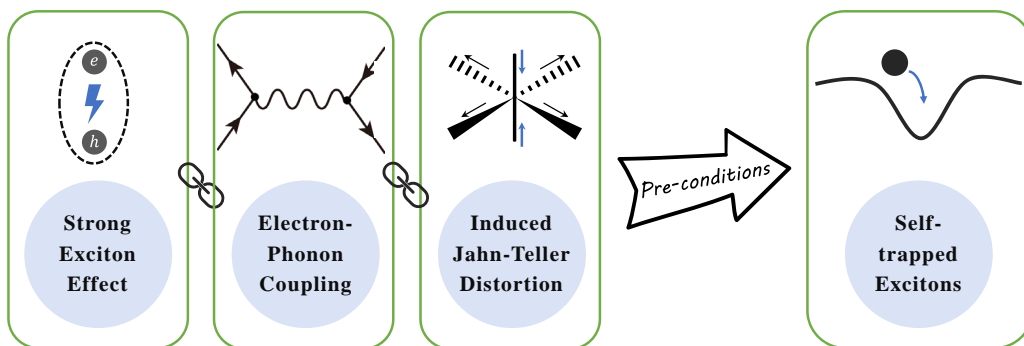 e
h
Strong
Exciton
Effect
Electron-
Phonon
Coupling
Induced
Jahn-Teller
Distortion
Pre-conditions
Self-
trapped
Excitons